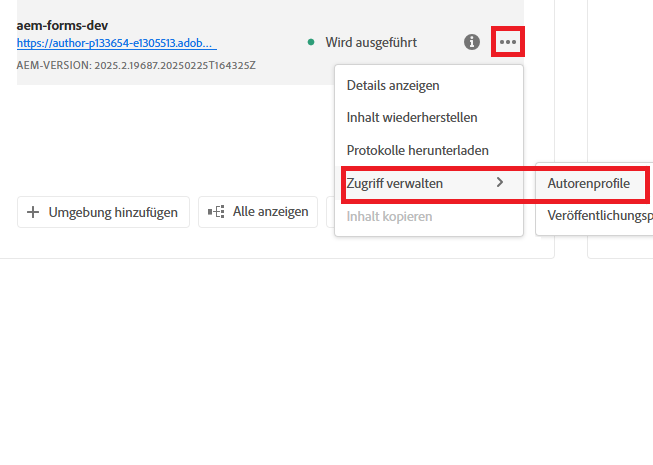 aem-forms-dev
https://author-p133654-e1305513.adob...
Wird ausgeführt
AEM-VERSION: 2025.2.19687.20250225T164325Z
Details anzeigen
Inhalt wiederherstellen
Protokolle herunterladen
Zugriff verwalten
Autorenprofile
Umgebung hinzufügen
Alle anzeigen
Inhalt kopieren
Veröffentlichungsp